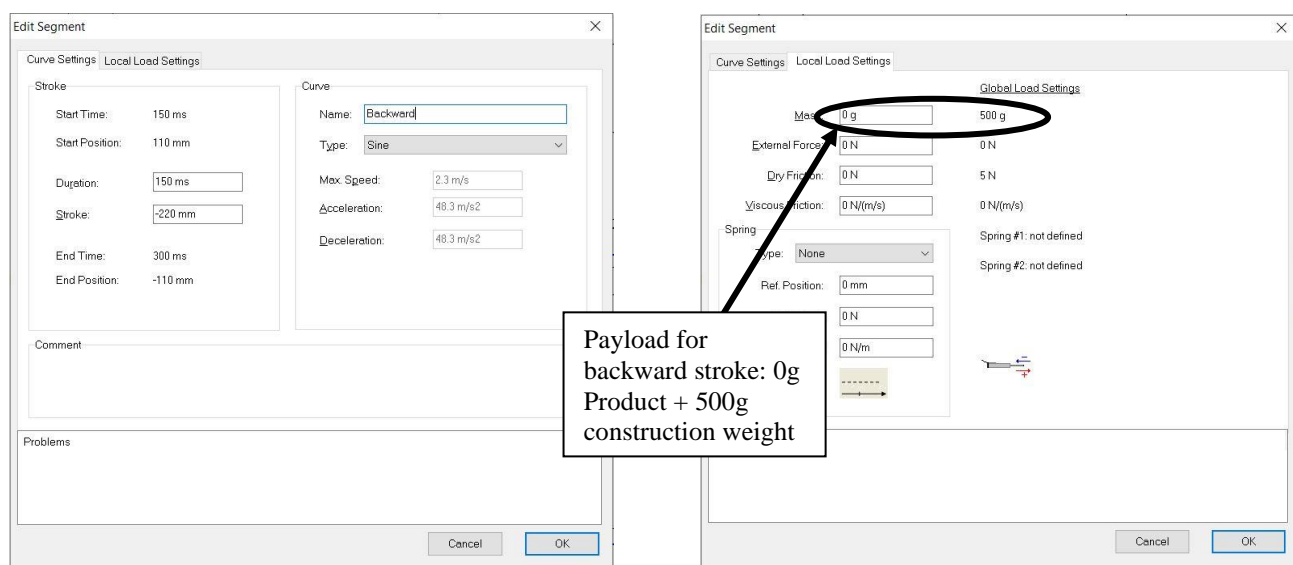 Edit Segment
Curve Settings Local Load Settings
Stroke
Start Time: 150 ms
Start Position: 110 mm
Duration: 150 ms
Stroke: -220 mm
End Time: 300 ms
End Position: -110 mm
Curve
Name: Backward
Type: Sine
Max. Speed: 2.3 m/s
Acceleration: 48.3 m/s2
Deceleration: 48.3 m/s2
Comment
Problems
Cancel OK
Edit Segment
Curve Settings Local Load Settings
Global Load Settings
0 g 500 g
External Force: 0 N 0 N
Dry Friction: 0 N 5 N
Viscous Friction: 0 N/(m/s) 0 N/(m/s)
Spring
Type: None
Ref. Position: 0 mm
0 N
0 N/m
Spring #1: not defined
Spring #2: not defined
Payload for
backward stroke: 0g
Product + 500g
construction weight
Cancel OK